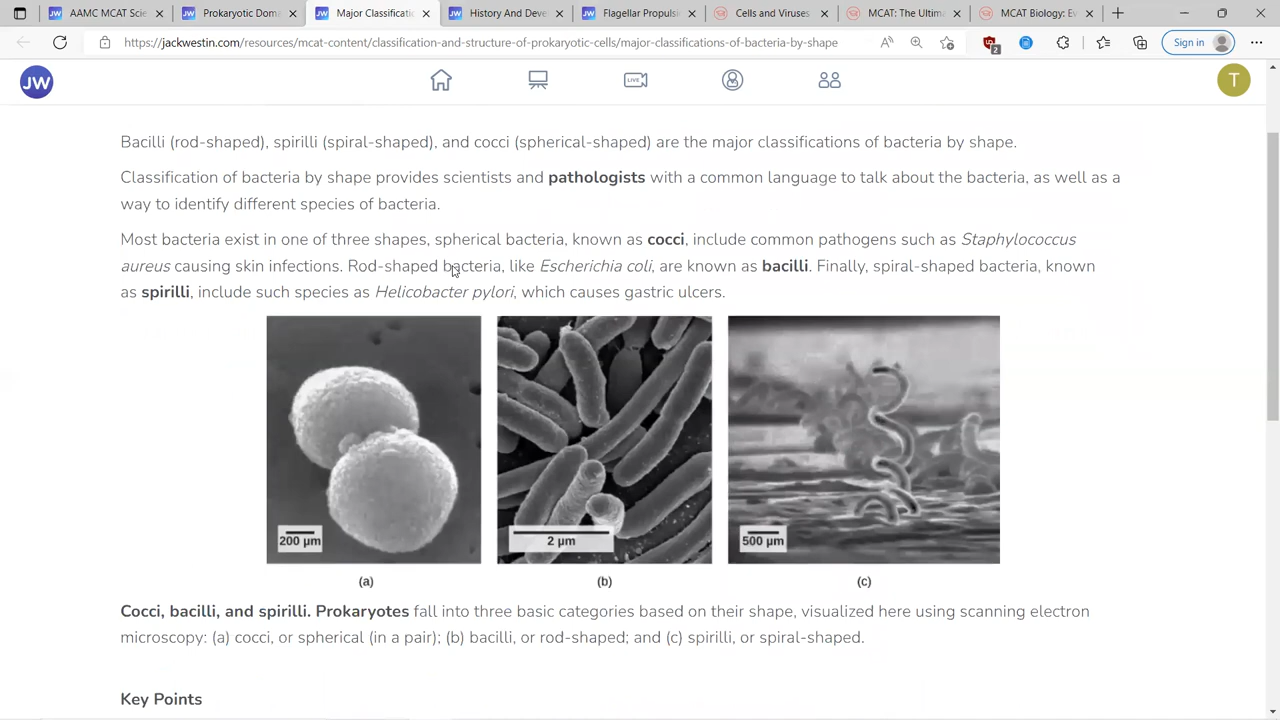 AAMC MCAT Scie
Prokaryotic Dom
Major Classificati
History And Deve
Flagellar Propuls
Cells and Viruses
MCAT: The Ultima
MCAT Biology: Ev
https://jackwestin.com/resources/mcat-content/classification-and-structure-of-prokaryotic-cells/major-classifications-of-bacteria-by-shape
2
Sign in
JW
LIVE
T
Bacilli (rod-shaped), spirilli (spiral-shaped), and cocci (spherical-shaped) are the major classifications of bacteria by shape.
Classification of bacteria by shape provides scientists and pathologists with a common language to talk about the bacteria, as well as a
way to identify different species of bacteria.
Most bacteria exist in one of three shapes, spherical bacteria, known as cocci, include common pathogens such as Staphylococcus
aureus causing skin infections. Rod-shaped bacteria, like Escherichia coli, are known as bacilli. Finally, spiral-shaped bacteria, known
as spirilli, include such species as Helicobacter pylori, which causes gastric ulcers.
200 μm
2 μm
500 μm
(a)
(b)
(c)
Cocci, bacilli, and spirilli. Prokaryotes fall into three basic categories based on their shape, visualized here using scanning electron
microscopy: (a) cocci, or spherical (in a pair); (b) bacilli, or rod-shaped; and (c) spirilli, or spiral-shaped.
Key Points